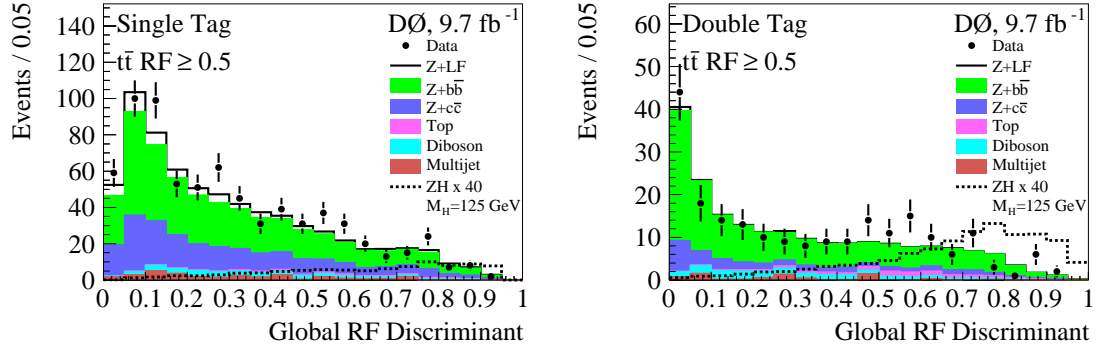 Single Tag
tt̄ RF ≥ 0.5
DØ, 9.7 fb⁻¹
Data
Z+LF
Z+bb̄
Z+cc̄
Top
Diboson
Multijet
ZH x 40
M_H=125 GeV
Events / 0.05
140
120
100
80
60
40
20
0
0 0.1 0.2 0.3 0.4 0.5 0.6 0.7 0.8 0.9 1
Global RF Discriminant
Double Tag
tt̄ RF ≥ 0.5
DØ, 9.7 fb⁻¹
Data
Z+LF
Z+bb̄
Z+cc̄
Top
Diboson
Multijet
ZH x 40
M_H=125 GeV
Events / 0.05
60
50
40
30
20
10
0
0 0.1 0.2 0.3 0.4 0.5 0.6 0.7 0.8 0.9 1
Global RF Discriminant